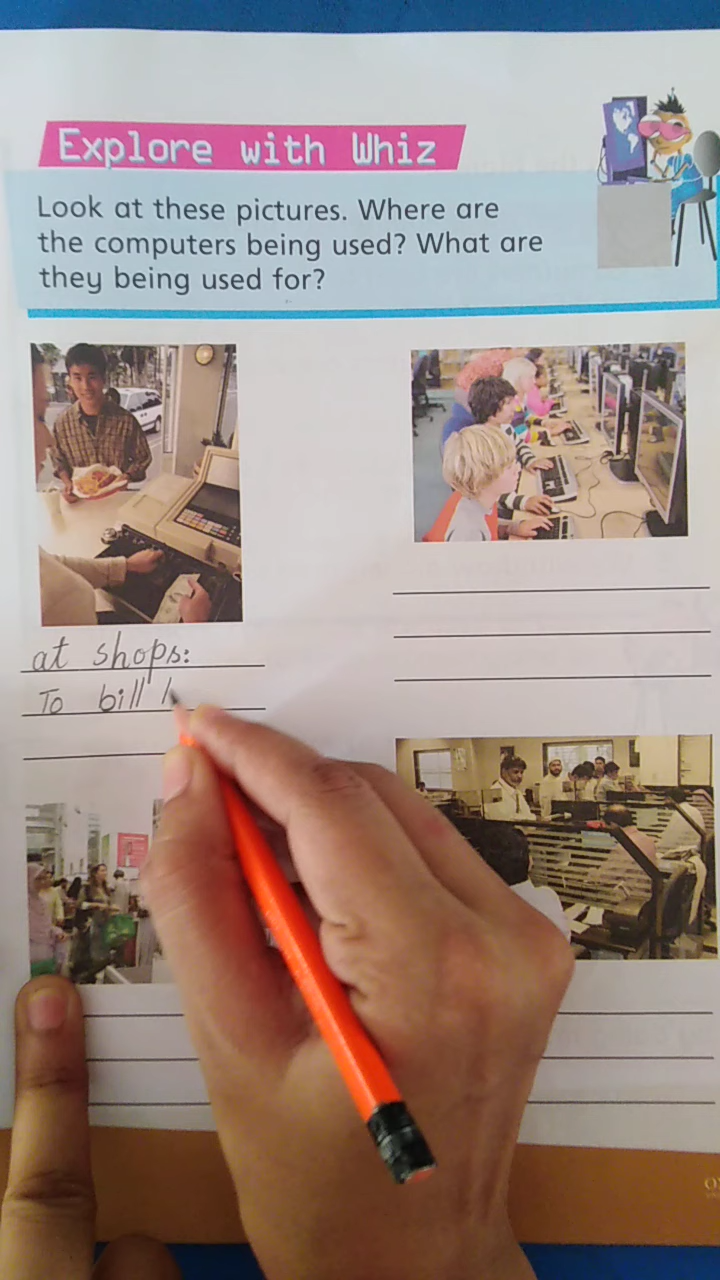 Explore with Whiz
Look at these pictures. Where are
the computers being used? What are
they being used for?
at shops:
To bill